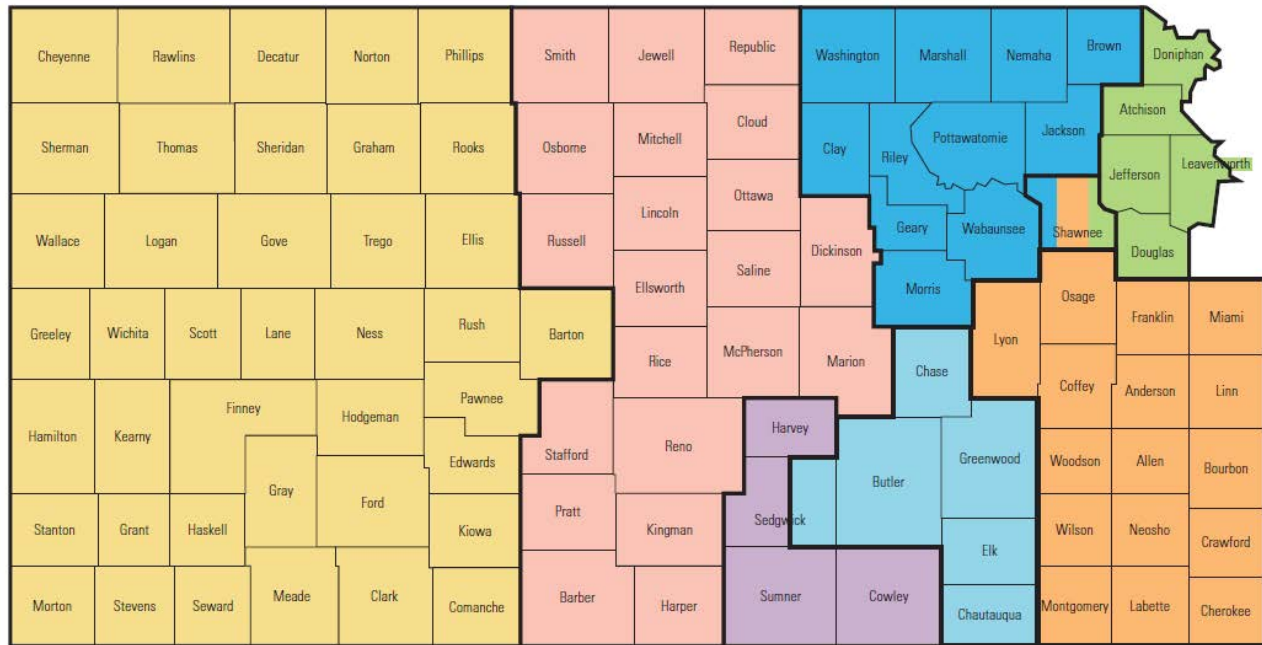 Cheyenne
Rawlins
Decatur
Norton
Phillips
Smith
Jewell
Republic
Washington
Marshall
Nemaha
Brown
Doniphan
Sherman
Thomas
Sheridan
Graham
Rooks
Osborne
Mitchell
Cloud
Clay
Riley
Pottawatomie
Jackson
Atchison
Jefferson
Leavenworth
Wallace
Logan
Gove
Trego
Ellis
Russell
Lincoln
Ottawa
Dickinson
Geary
Wabaunsee
Shawnee
Douglas
Ellsworth
Saline
Morris
Greeley
Wichita
Scott
Lane
Ness
Rush
Barton
Rice
McPherson
Marion
Chase
Lyon
Osage
Franklin
Miami
Hamilton
Kearny
Finney
Hodgeman
Pawnee
Stafford
Reno
Harvey
Coffey
Anderson
Linn
Gray
Ford
Edwards
Sedgwick
Butler
Greenwood
Woodson
Allen
Bourbon
Stanton
Grant
Haskell
Kiowa
Pratt
Kingman
Elk
Wilson
Neosho
Crawford
Morton
Stevens
Seward
Meade
Clark
Comanche
Barber
Harper
Sumner
Cowley
Chautauqua
Montgomery
Labette
Cherokee